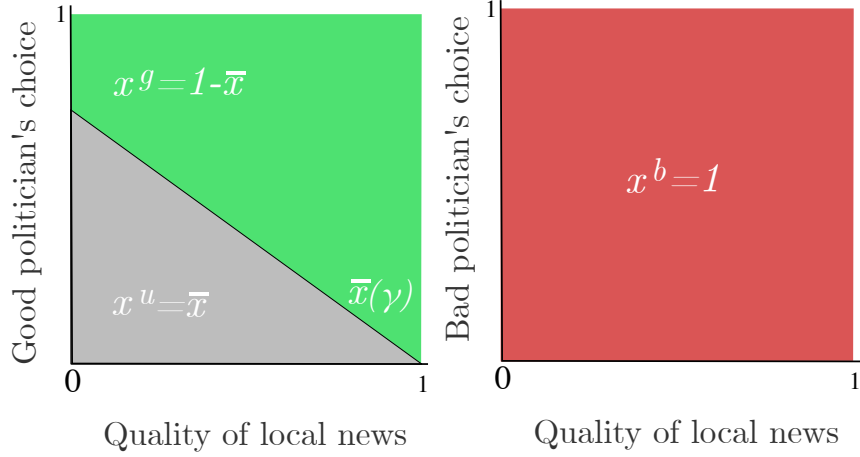 1
Good politician's choice
x^g=1-x̅
x^u=x̅
x̅(γ)
0
1
Quality of local news
1
Bad politician's choice
x^b=1
0
1
Quality of local news